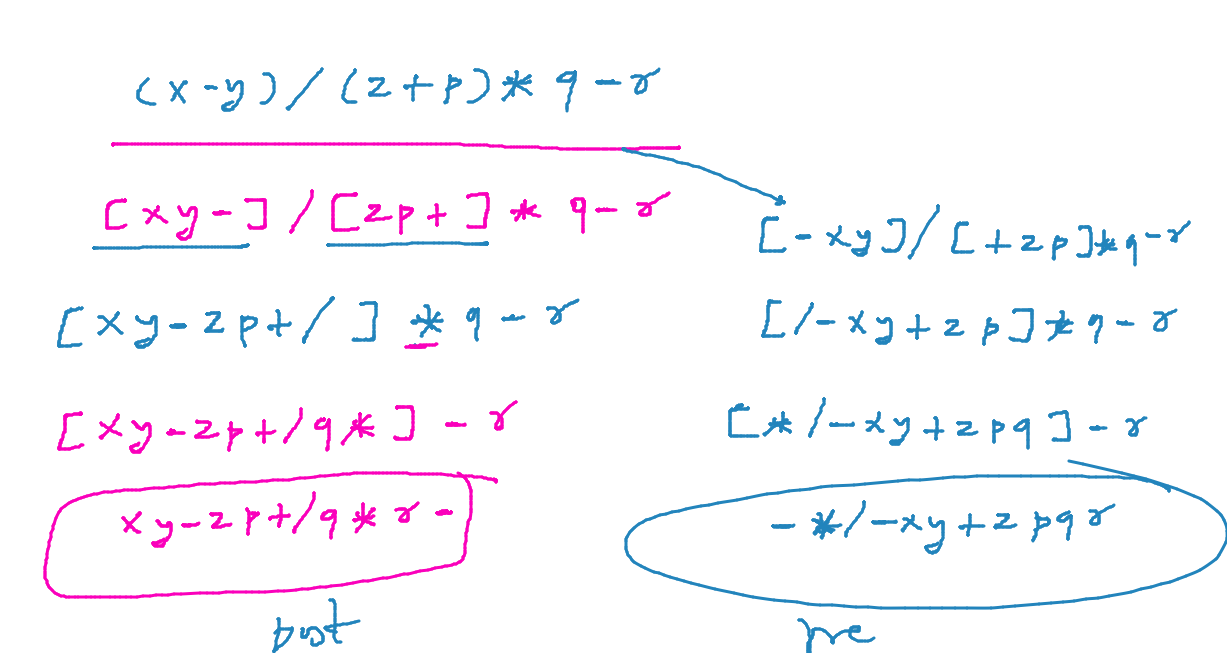 (x-y)/(z+p)* q-r
[xy-]/[zp+]* q-r
[xy-zp+/]*q-r
[xy-zp+/q*]-r
xy-zp+/q*r-
post
[-xy]/[+zp]*q-r
[/-xy+zp]*q-r
[*/-xy+zpq]-r
-*/-xy+zpqr
pre